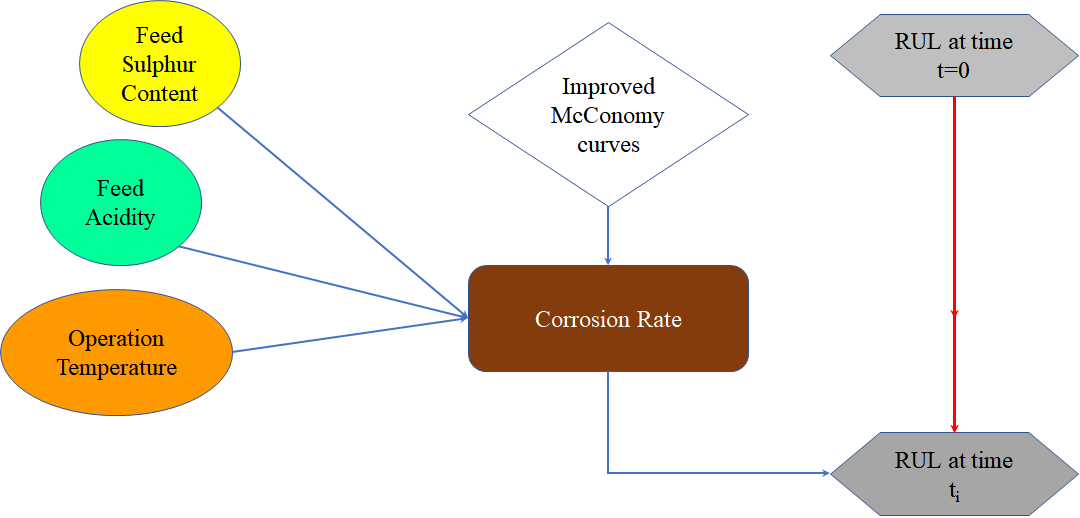 Feed
Sulphur
Content
Feed
Acidity
Operation
Temperature
Improved
McConomy
curves
Corrosion Rate
RUL at time
t=0
RUL at time
tᵢ